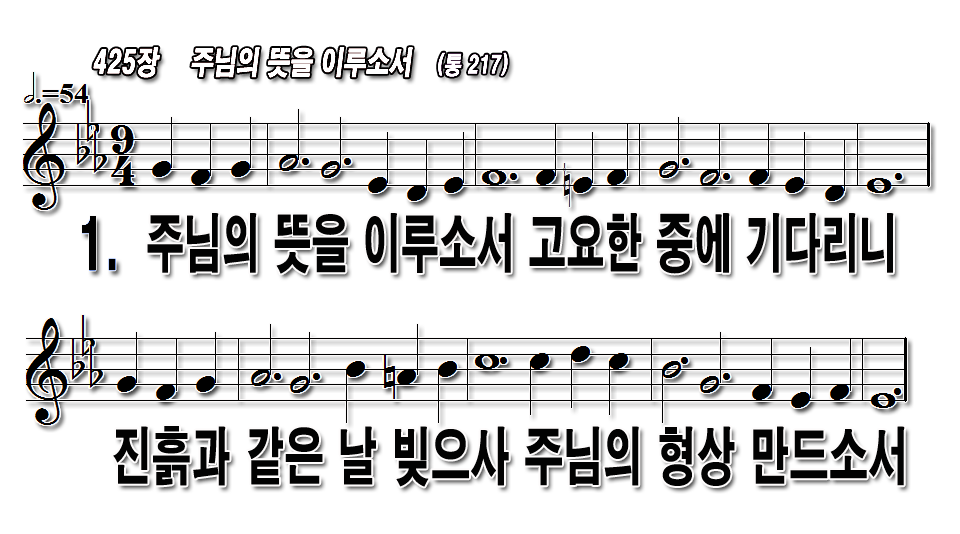 425장 주님의 뜻을 이루소서 (통 217)
𝅗𝅥.=54
9
4
1. 주님의 뜻을 이루소서 고요한 중에 기다리니
진흙과 같은 날 빚으사 주님의 형상 만드소서